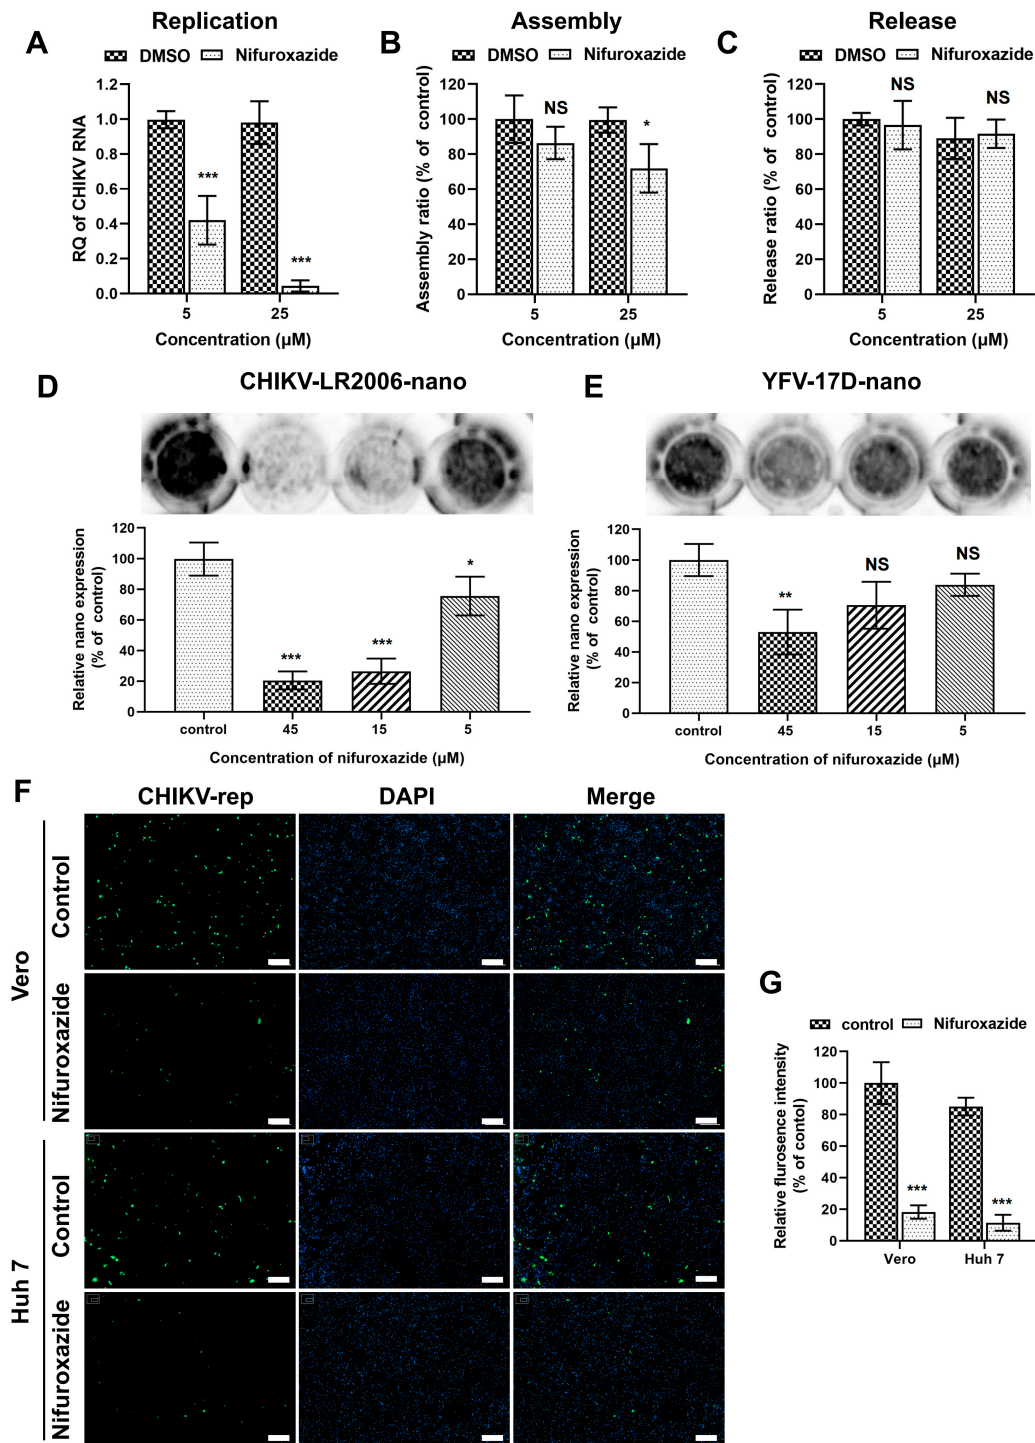 Replication
A
DMSO Nifuroxazide
RQ of CHIKV RNA
1.2
1.0
0.8
0.6
0.4
0.2
0.0
***
***
5 25
Concentration (μM)
Assembly
B
DMSO Nifuroxazide
Assembly ratio (% of control)
120
100
80
60
40
20
0
NS
*
5 25
Concentration (μM)
Release
C
DMSO Nifuroxazide
Release ratio (% of control)
120
100
80
60
40
20
0
NS
NS
5 25
Concentration (μM)
D
CHIKV-LR2006-nano
Relative nano expression
(% of control)
120
100
80
60
40
20
0
***
***
*
control 45 15 5
Concentration of nifuroxazide (μM)
E
YFV-17D-nano
Relative nano expression
(% of control)
120
100
80
60
40
20
0
**
NS
NS
control 45 15 5
Concentration of nifuroxazide (μM)
F
CHIKV-rep DAPI Merge
Vero
Control
Nifuroxazide
Huh 7
Control
Nifuroxazide
G
control Nifuroxazide
Relative flurosence intensity
(% of control)
120
100
80
60
40
20
0
***
***
Vero Huh 7